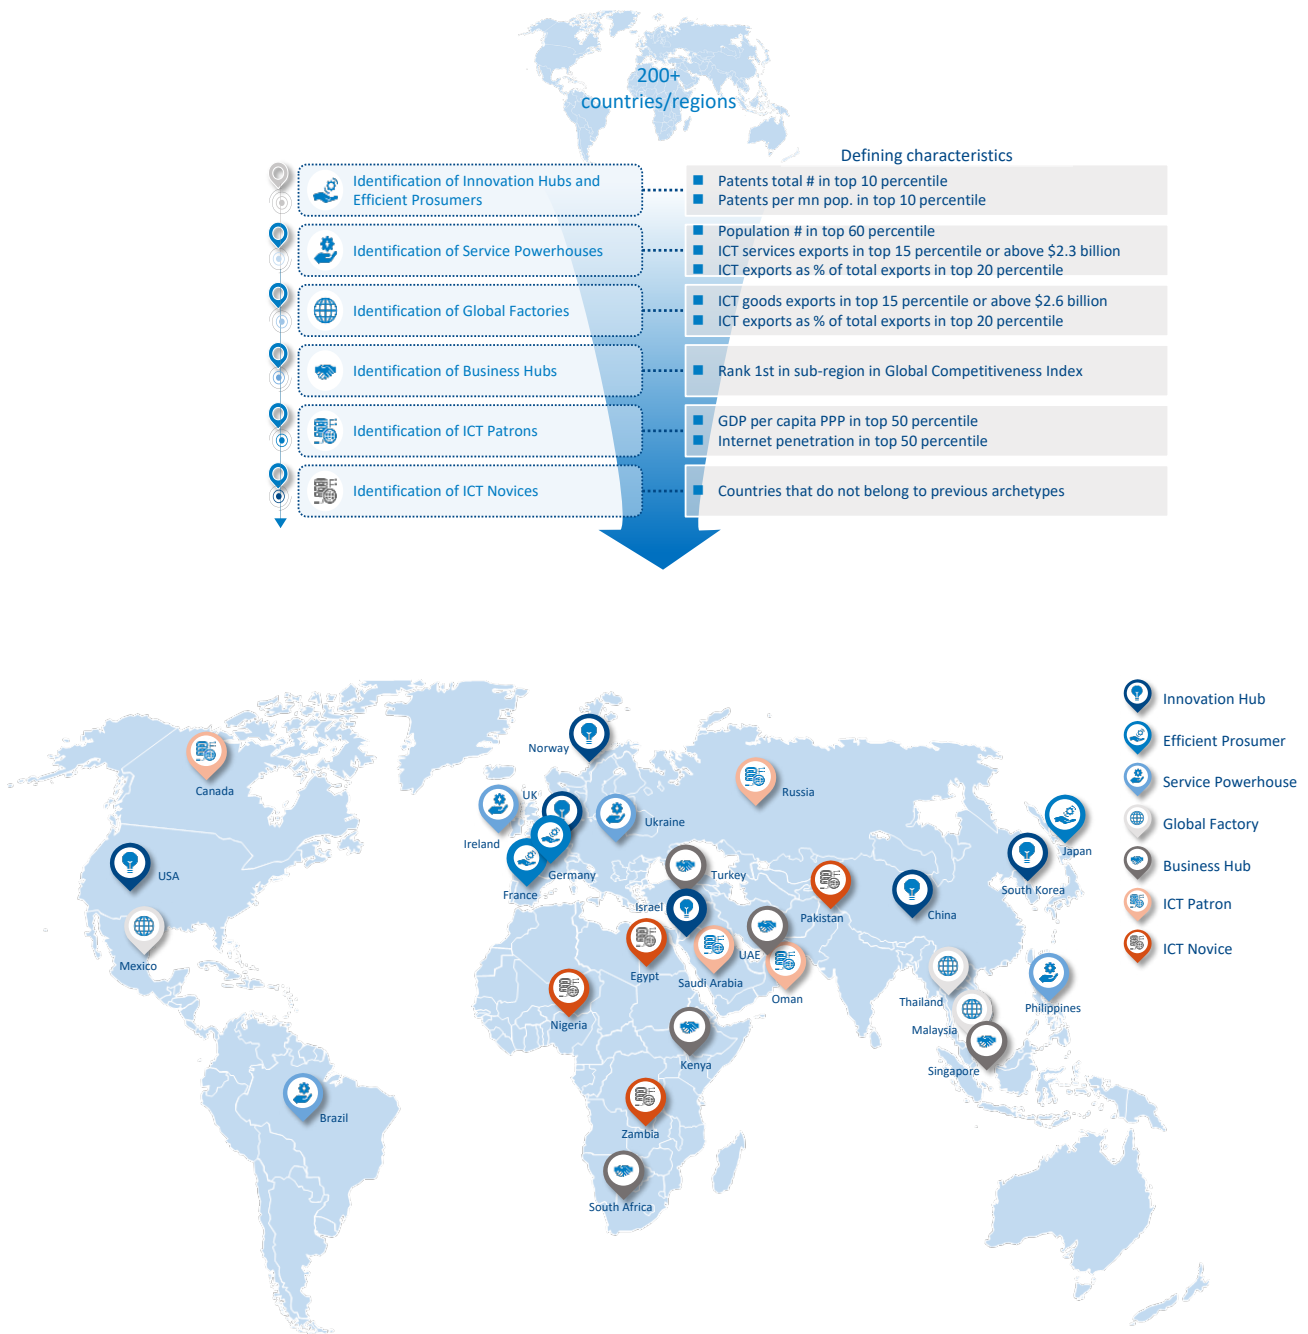 200+
countries/regions
Defining characteristics
Identification of Innovation Hubs and
Efficient Prosumers
Patents total # in top 10 percentile
Patents per mn pop. in top 10 percentile
Identification of Service Powerhouses
Population # in top 60 percentile
ICT services exports in top 15 percentile or above $2.3 billion
ICT exports as % of total exports in top 20 percentile
Identification of Global Factories
ICT goods exports in top 15 percentile or above $2.6 billion
ICT exports as % of total exports in top 20 percentile
Identification of Business Hubs
Rank 1st in sub-region in Global Competitiveness Index
Identification of ICT Patrons
GDP per capita PPP in top 50 percentile
Internet penetration in top 50 percentile
Identification of ICT Novices
Countries that do not belong to previous archetypes
Innovation Hub
Efficient Prosumer
Service Powerhouse
Global Factory
Business Hub
ICT Patron
ICT Novice
Norway
Canada
UK
Russia
Ireland
Ukraine
Japan
USA
Germany
Turkey
South Korea
France
Israel
Pakistan
China
Mexico
Egypt
UAE
Saudi Arabia
Oman
Thailand
Philippines
Nigeria
Malaysia
Kenya
Singapore
Brazil
Zambia
South Africa